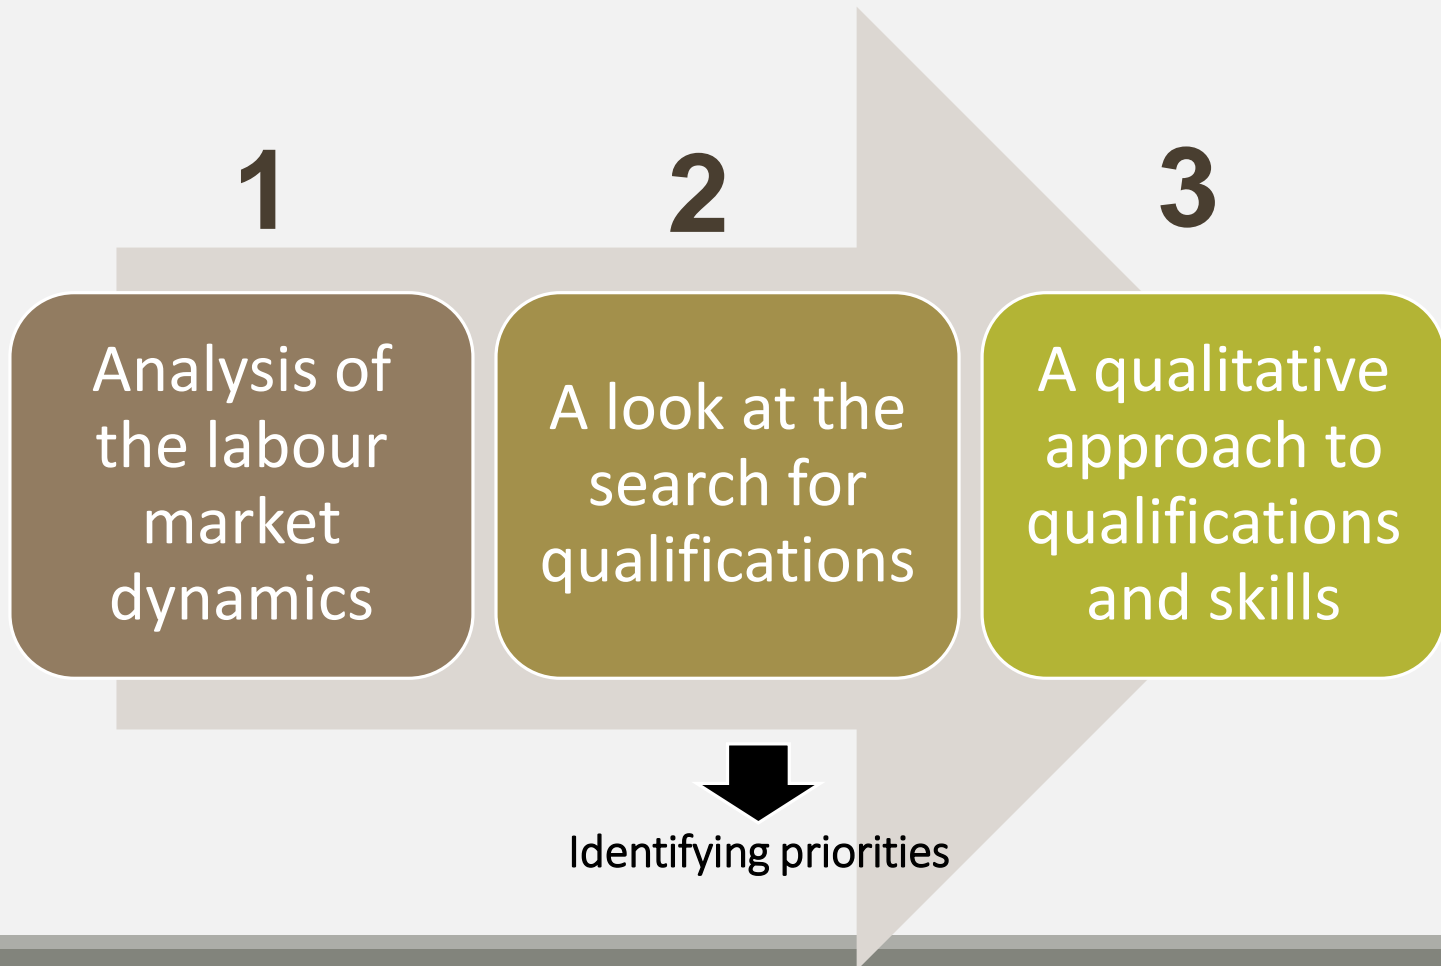 1
2
3
Analysis of
the labour
market
dynamics
A look at the
search for
qualifications
A qualitative
approach to
qualifications
and skills
Identifying priorities